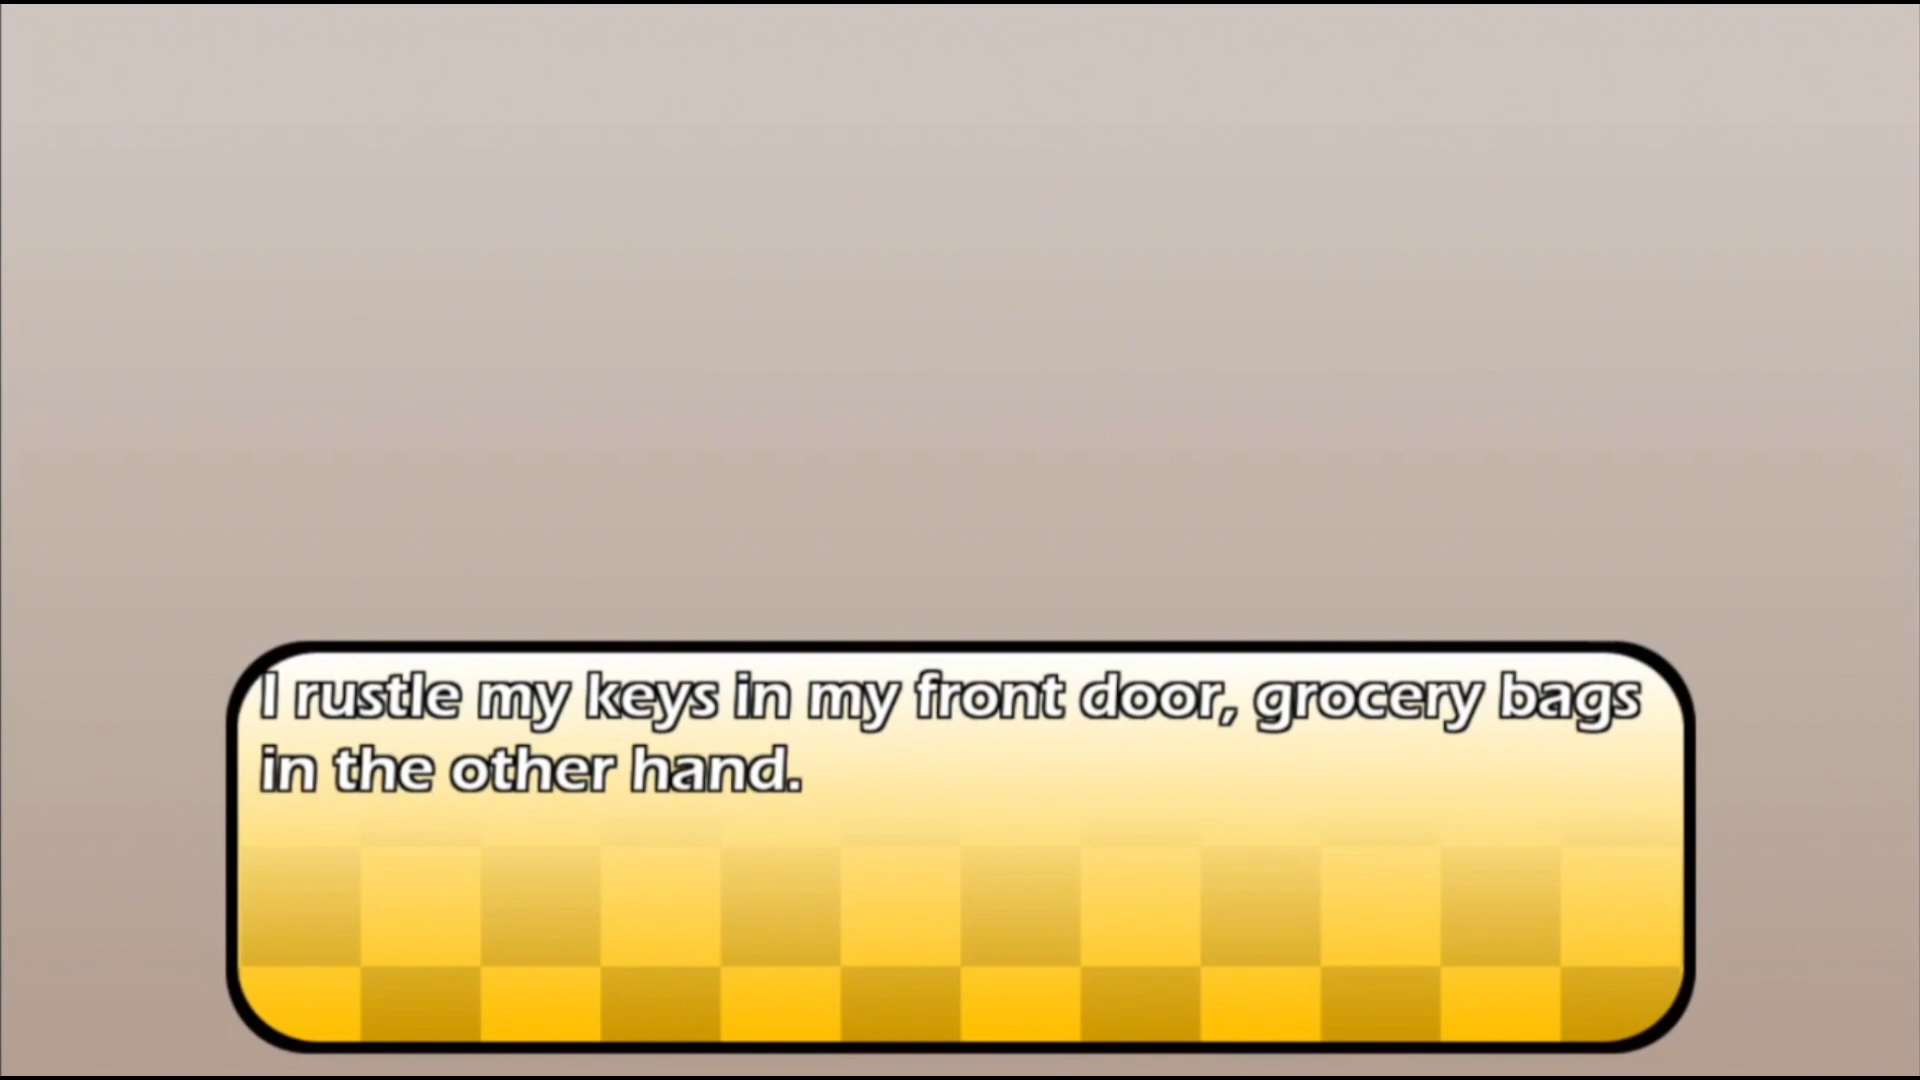 I rustle my keys in my front door, grocery bags
in the other hand.